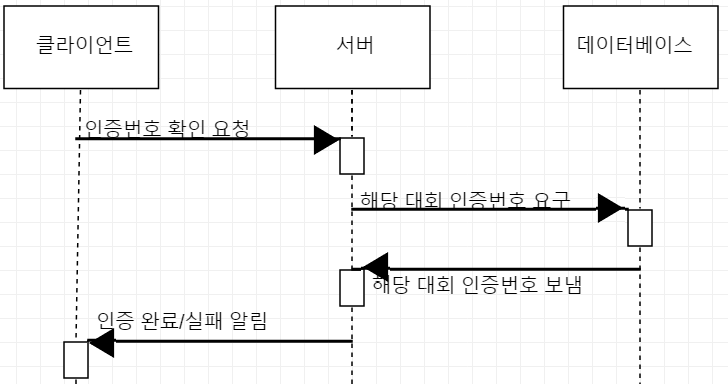 클라이언트
서버
데이터베이스
인증번호 확인 요청
해당 대회 인증번호 요구
해당 대회 인증번호 보냄
인증 완료/실패 알림